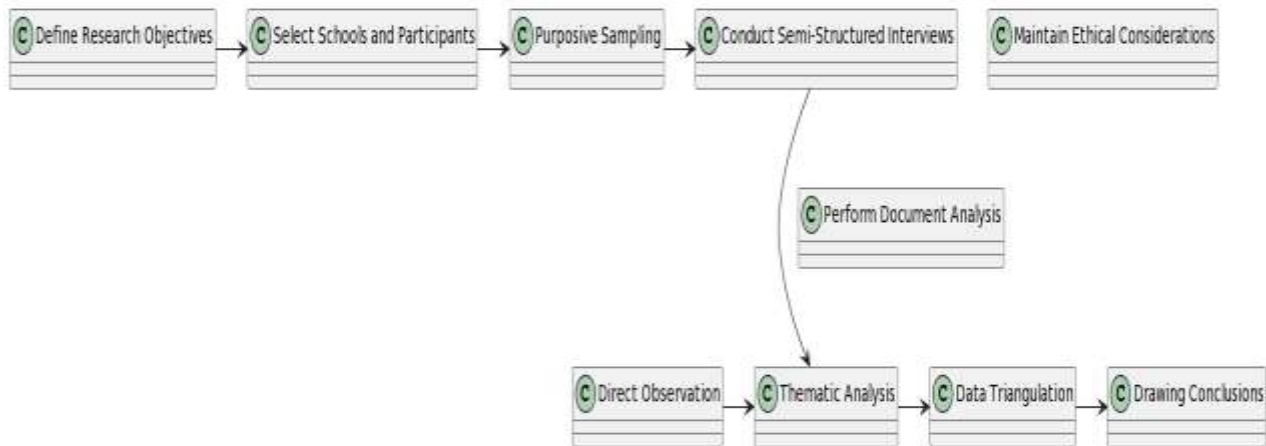 C Define Research Objectives
C Select Schools and Participants
C Purposive Sampling
C Conduct Semi-Structured Interviews
C Maintain Ethical Considerations
C Perform Document Analysis
C Direct Observation
C Thematic Analysis
C Data Triangulation
C Drawing Conclusions